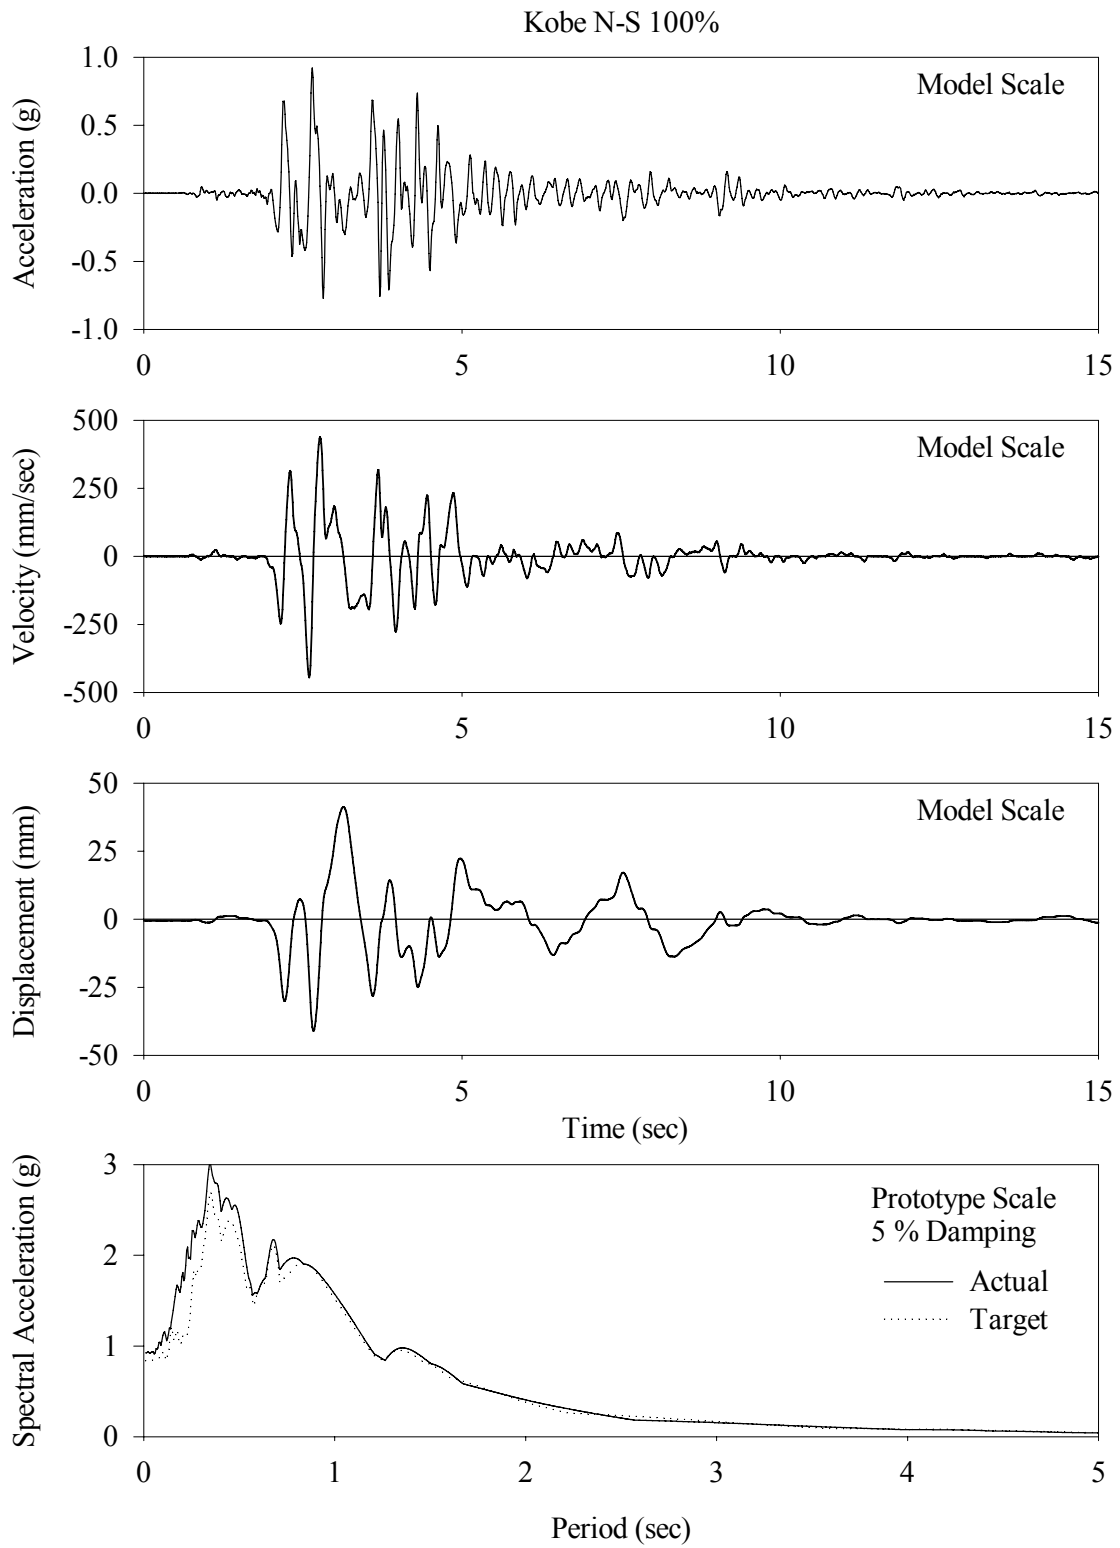 Kobe N-S 100%
Acceleration (g)
1.0
0.5
0.0
-0.5
-1.0
Model Scale
0 5 10 15
Velocity (mm/sec)
500
250
0
-250
-500
Model Scale
0 5 10 15
Displacement (mm)
50
25
0
-25
-50
Model Scale
0 5 10 15
Time (sec)
Spectral Acceleration (g)
3
2
1
0
Prototype Scale
5 % Damping
Actual
Target
0 1 2 3 4 5
Period (sec)